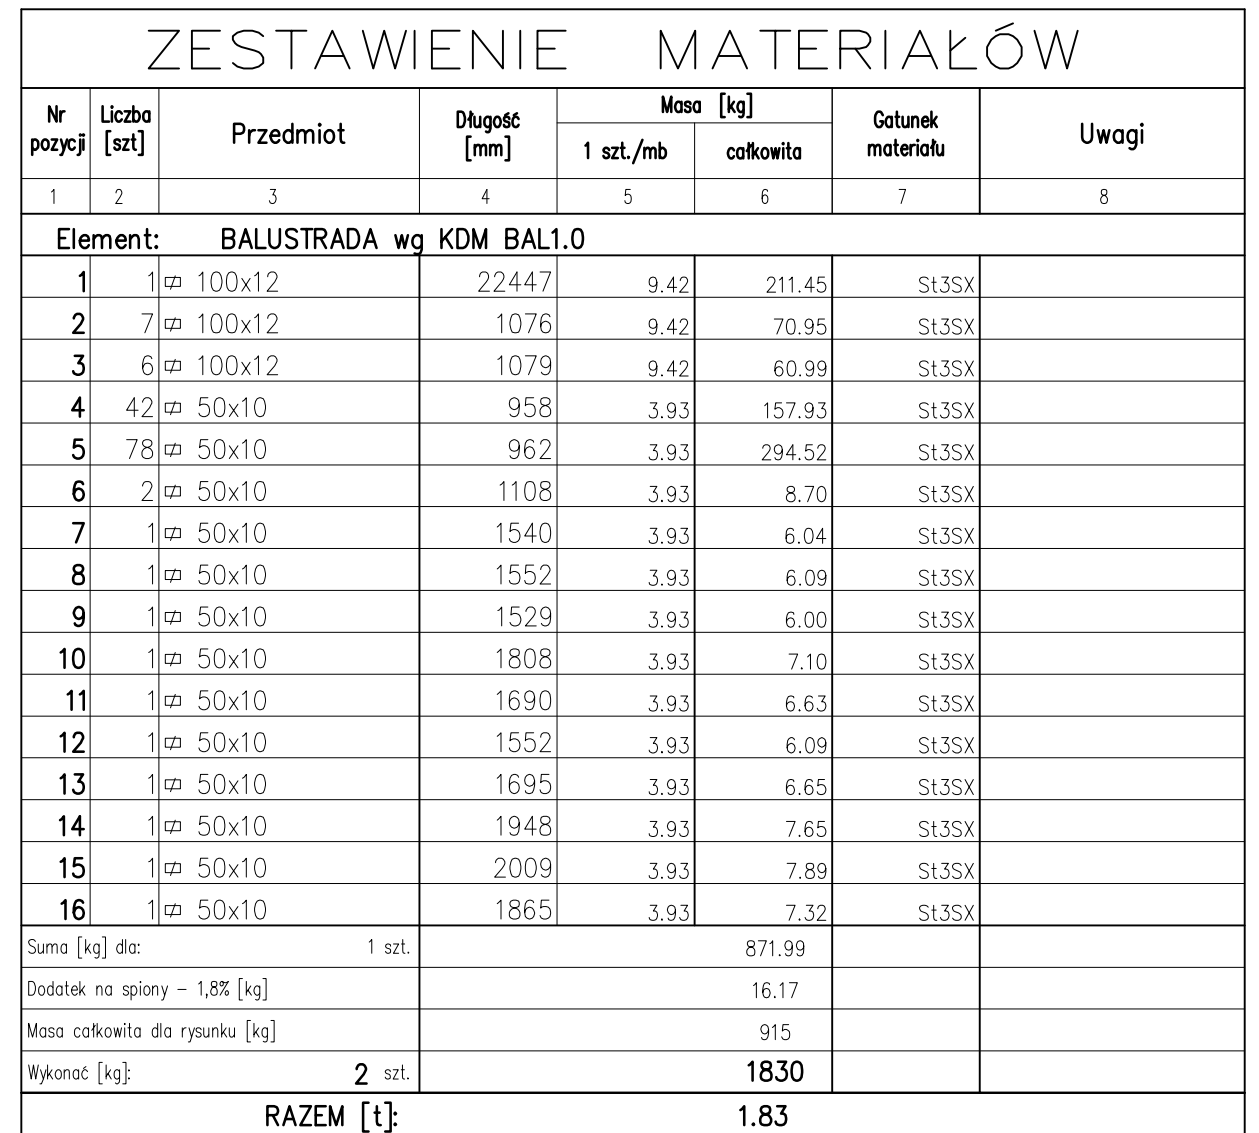 ZESTAWIENIE MATERIAŁÓW
Nr pozycji Liczba [szt] Przedmiot Długość [mm] Masa [kg] 1 szt./mb całkowita Gatunek materiału Uwagi
1 2 3 4 5 6 7 8
Element: BALUSTRADA wg KDM BAL1.0
1 1 100x12 22447 9.42 211.45 St3SX
2 7 100x12 1076 9.42 70.95 St3SX
3 6 100x12 1079 9.42 60.99 St3SX
4 42 50x10 958 3.93 157.93 St3SX
5 78 50x10 962 3.93 294.52 St3SX
6 2 50x10 1108 3.93 8.70 St3SX
7 1 50x10 1540 3.93 6.04 St3SX
8 1 50x10 1552 3.93 6.09 St3SX
9 1 50x10 1529 3.93 6.00 St3SX
10 1 50x10 1808 3.93 7.10 St3SX
11 1 50x10 1690 3.93 6.63 St3SX
12 1 50x10 1552 3.93 6.09 St3SX
13 1 50x10 1695 3.93 6.65 St3SX
14 1 50x10 1948 3.93 7.65 St3SX
15 1 50x10 2009 3.93 7.89 St3SX
16 1 50x10 1865 3.93 7.32 St3SX
Suma [kg] dla: 1 szt. 871.99
Dodatek na spiony – 1,8% [kg] 16.17
Masa całkowita dla rysunku [kg] 915
Wykonać [kg]: 2 szt. 1830
RAZEM [t]: 1.83